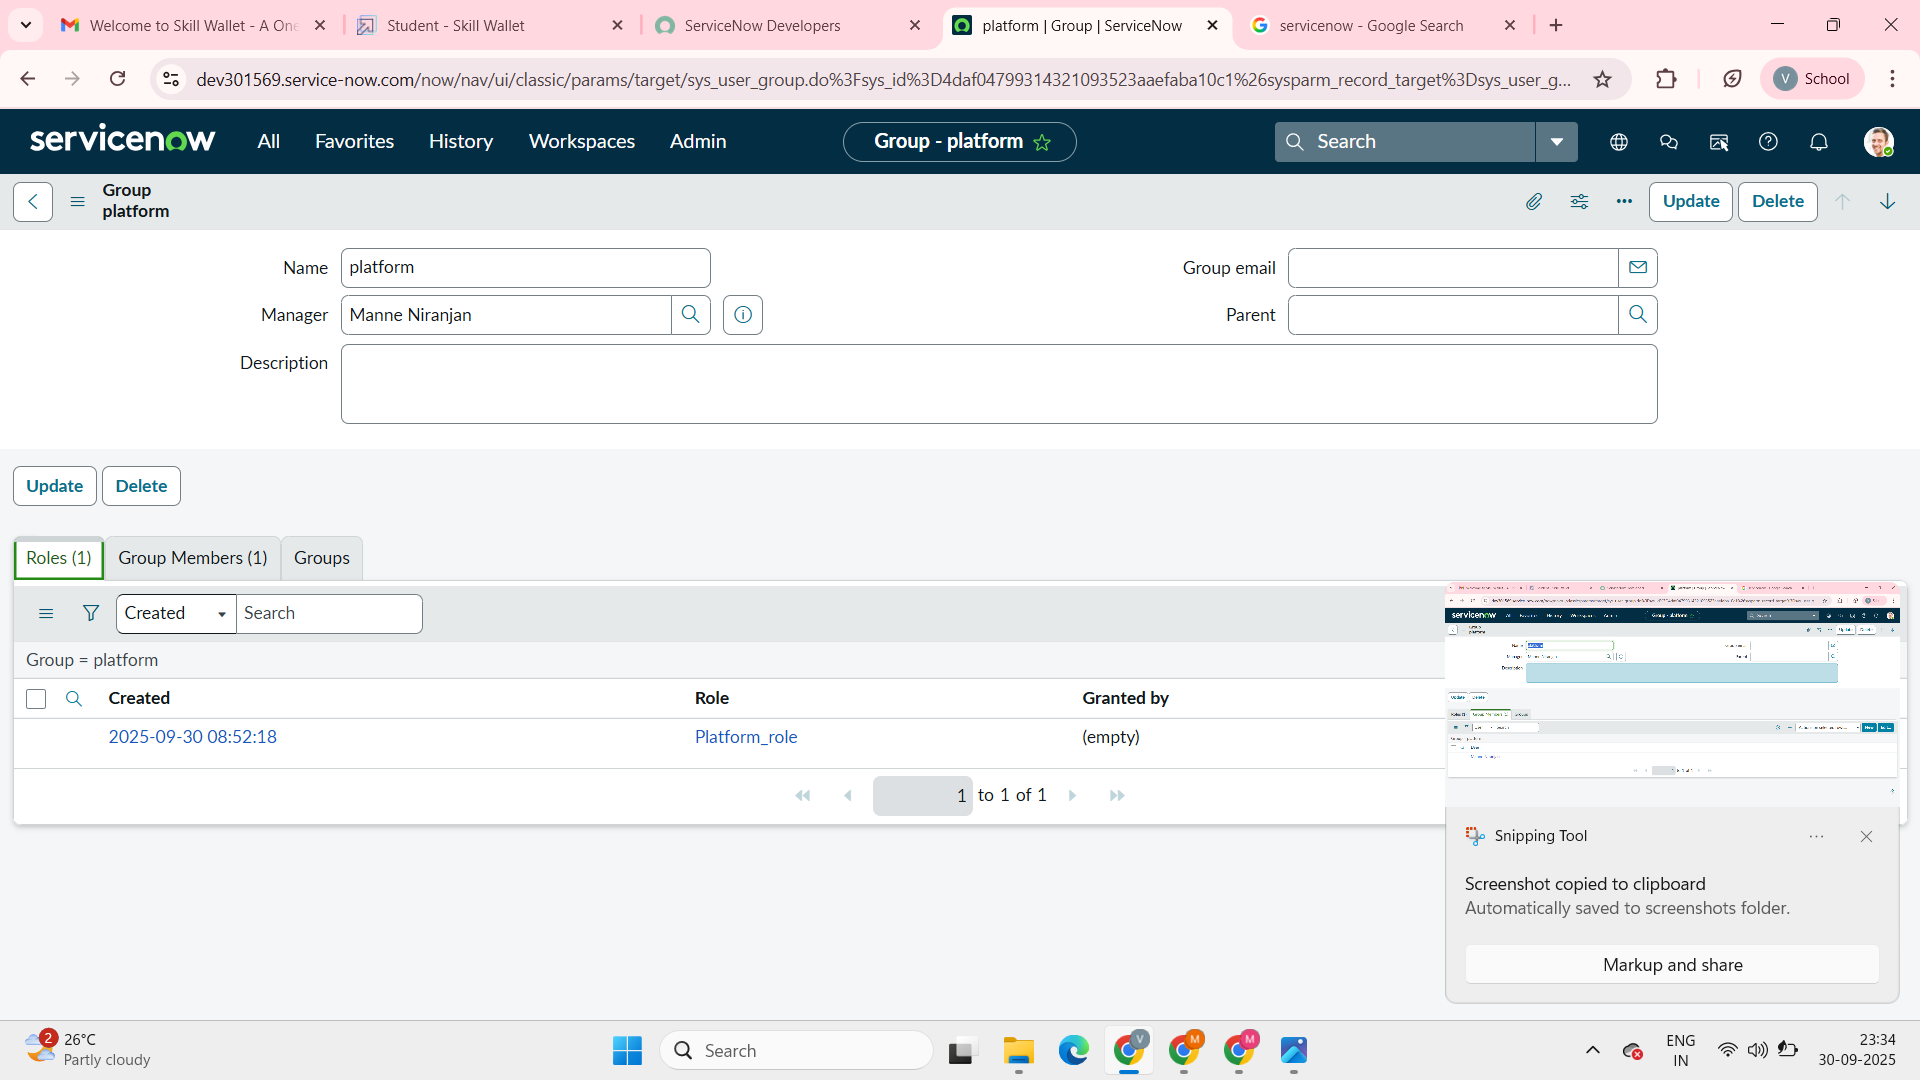 Welcome to Skill Wallet - A One
Student - Skill Wallet
ServiceNow Developers
platform | Group | ServiceNow
servicenow - Google Search
dev301569.service-now.com/now/nav/ui/classic/params/target/sys_user_group.do%3Fsys_id%3D4daf04799314321093523aaefaba10c1%26sysparm_record_target%3Dsys_user_g...
V School
servicenow All Favorites History Workspaces Admin
Group - platform
Search
Group
platform
Update Delete
Name platform
Group email
Manager Manne Niranjan
Parent
Description
Update Delete
Roles (1) Group Members (1) Groups
Created Search
Group = platform
Created Role Granted by
2025-09-30 08:52:18 Platform_role (empty)
1 to 1 of 1
Snipping Tool
Screenshot copied to clipboard
Automatically saved to screenshots folder.
Markup and share
2
26°C
Partly cloudy
Search
V
M
M
ENG
IN
23:34
30-09-2025